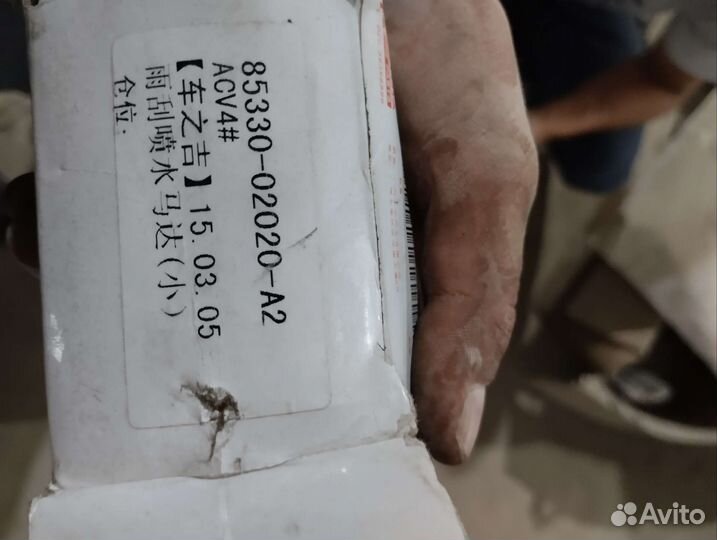 85330-02020-A2
ACV4#
【车之吉】15.03.05
雨刮喷水马达(小)
仓位:
Avito